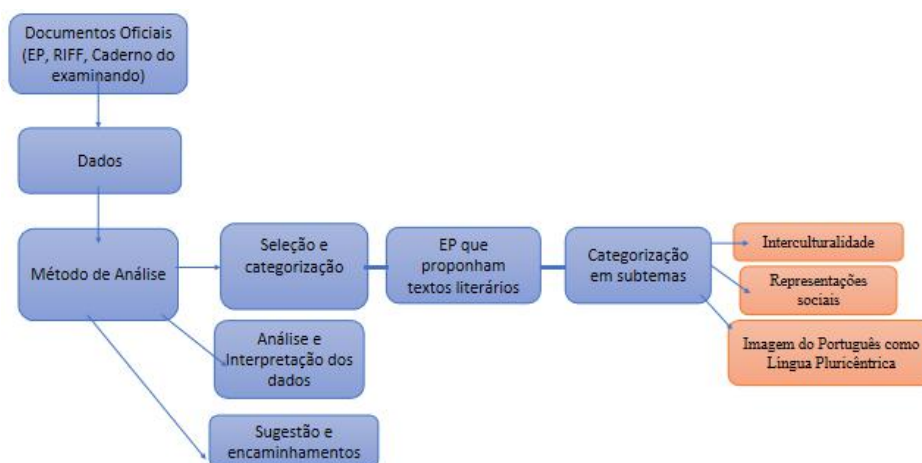 Documentos Oficiais
(EP, RIFF, Caderno do
examinando)
Dados
Método de Análise
Seleção e
categorização
EP que
proponham
textos literários
Categorização
em subtemas
Interculturalidade
Representações
sociais
Imagem do Português como
Língua Pluricêntrica
Análise e
Interpretação dos
dados
Sugestão e
encaminhamentos